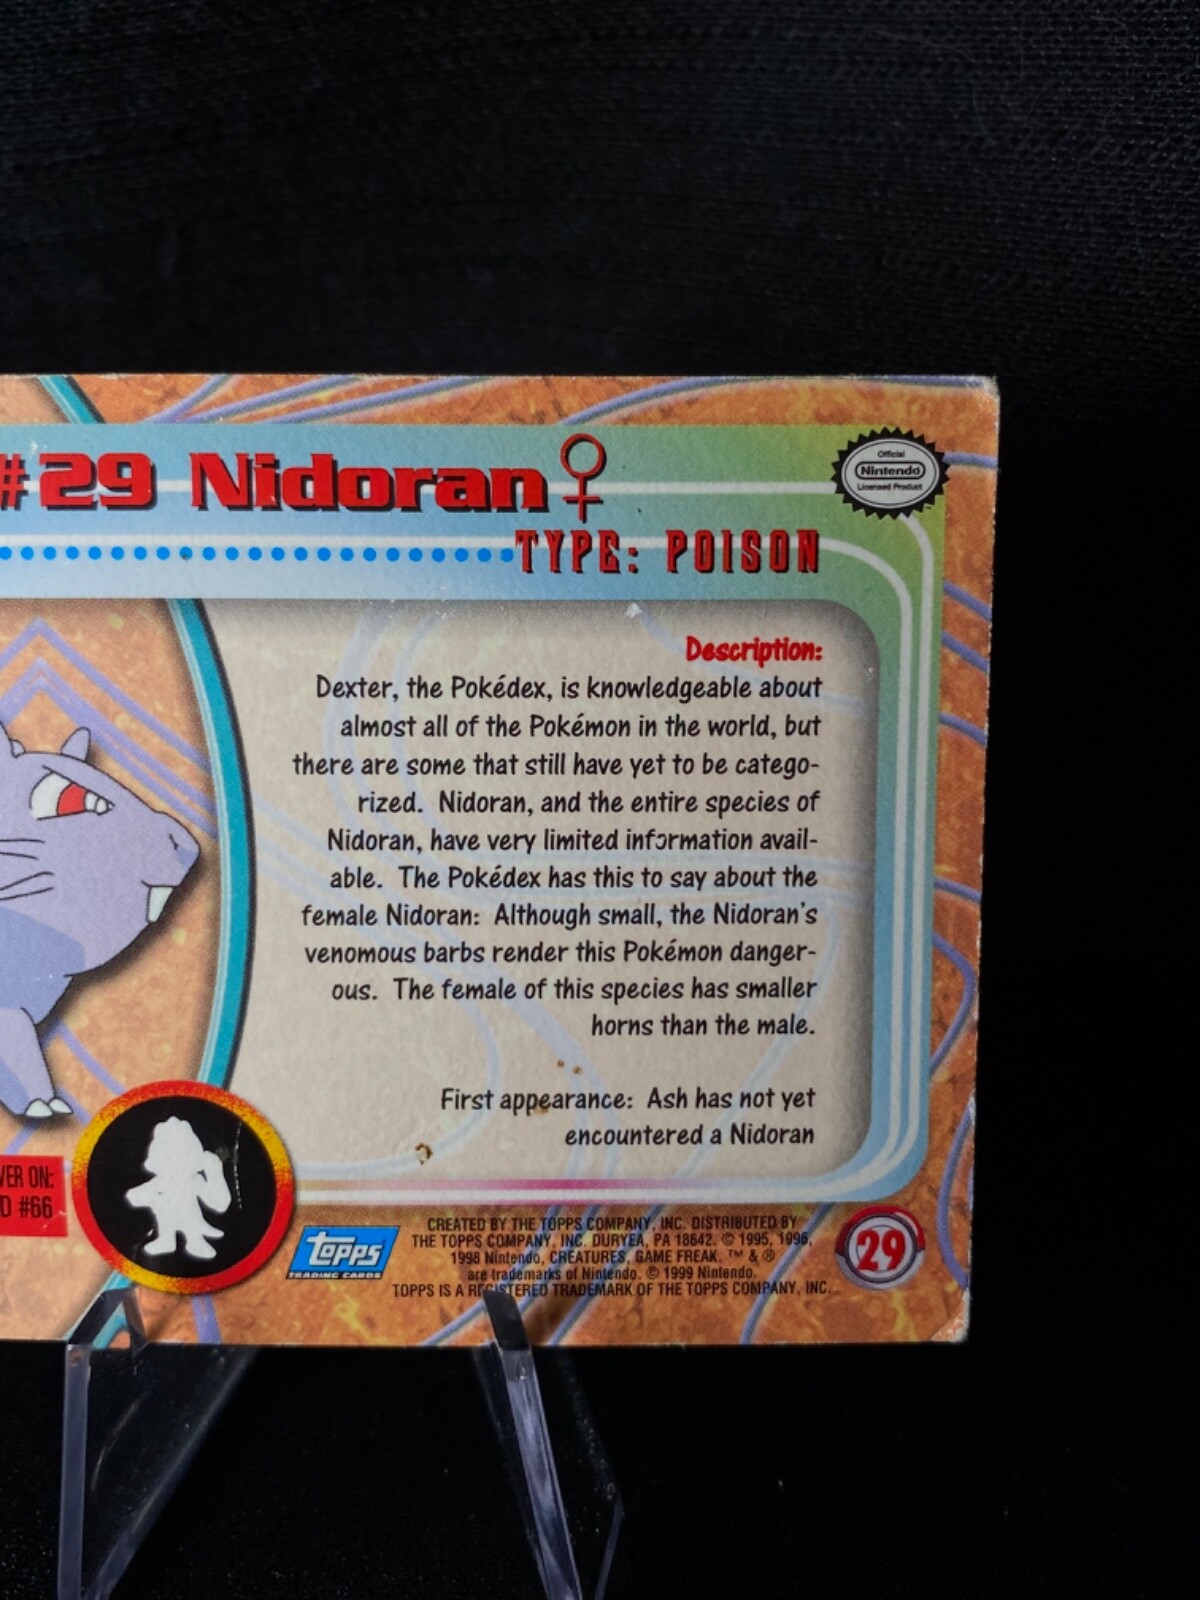 #29 Nidoran♀
Official
Nintendo
Licensed Product
TYPE: POISON
Description:
Dexter, the Pokédex, is knowledgeable about
almost all of the Pokémon in the world, but
there are some that still have yet to be catego-
rized. Nidoran, and the entire species of
Nidoran, have very limited information avail-
able. The Pokédex has this to say about the
female Nidoran: Although small, the Nidoran's
venomous barbs render this Pokémon danger-
ous. The female of this species has smaller
horns than the male.
First appearance: Ash has not yet
encountered a Nidoran
VER ON:
D #66
Topps
TRADING CARDS
CREATED BY THE TOPPS COMPANY, INC. DISTRIBUTED BY
THE TOPPS COMPANY, INC. DURYEA, PA 18642. © 1995, 1996,
1998 Nintendo, CREATURES, GAME FREAK. ™ & ®
are trademarks of Nintendo. © 1999 Nintendo.
TOPPS IS A REGISTERED TRADEMARK OF THE TOPPS COMPANY, INC.
29